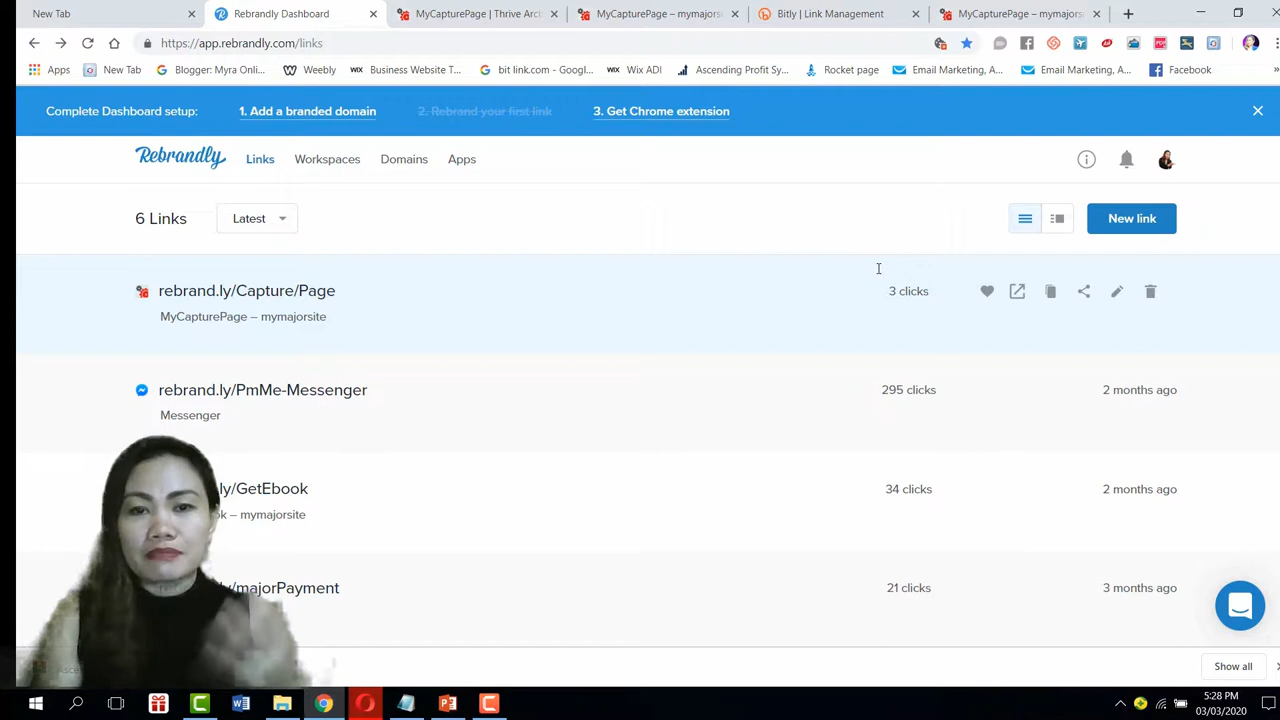 New Tab
Rebrandly Dashboard
MyCapturePage | Thrive Arc
MyCapturePage – mymajors
Bitly | Link Management
MyCapturePage – mymajors
https://app.rebrandly.com/links
Apps
New Tab
Blogger: Myra Onli...
Weebly
Business Website T...
bit link.com - Googl...
Wix ADI
Ascending Profit Sy...
Rocket page
Email Marketing, A...
Email Marketing, A...
Facebook
Complete Dashboard setup:
1. Add a branded domain
2. Rebrand your first link
3. Get Chrome extension
Rebrandly
Links
Workspaces
Domains
Apps
6 Links
Latest
New link
rebrand.ly/Capture/Page
3 clicks
MyCapturePage – mymajorsite
rebrand.ly/PmMe-Messenger
295 clicks
2 months ago
Messenger
ly/GetEbook
34 clicks
2 months ago
ok – mymajorsite
ly/majorPayment
21 clicks
3 months ago
Show all
5:28 PM
03/03/2020